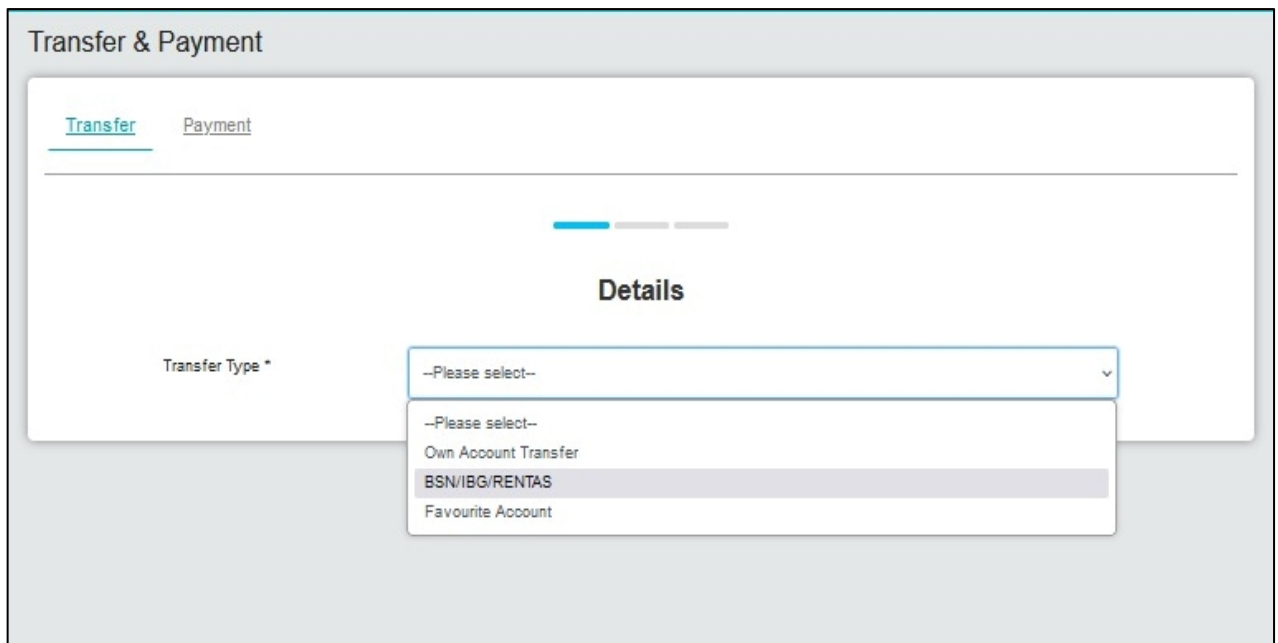 Transfer & Payment
Transfer Payment
Details
Transfer Type * --Please select--
--Please select--
Own Account Transfer
BSN/IBG/RENTAS
Favourite Account